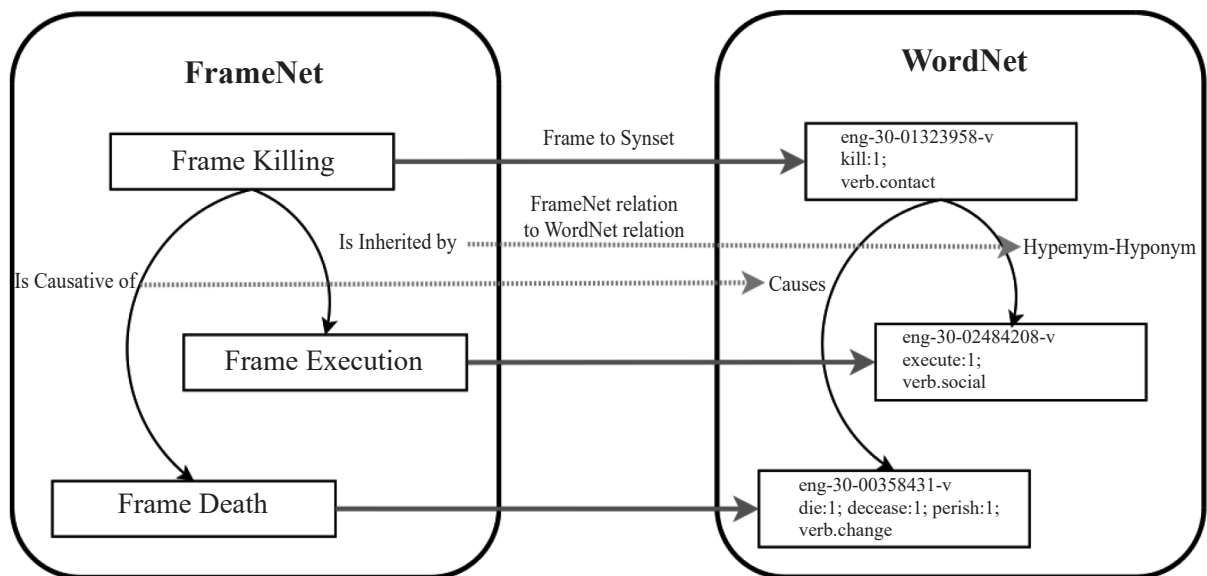 FrameNet
WordNet
Frame Killing
Frame to Synset
eng-30-01323958-v
kill:1;
verb.contact
FrameNet relation
to WordNet relation
Is Inherited by
Hypemym-Hyponym
Is Causative of
Causes
Frame Execution
eng-30-02484208-v
execute:1;
verb.social
Frame Death
eng-30-00358431-v
die:1; decease:1; perish:1;
verb.change